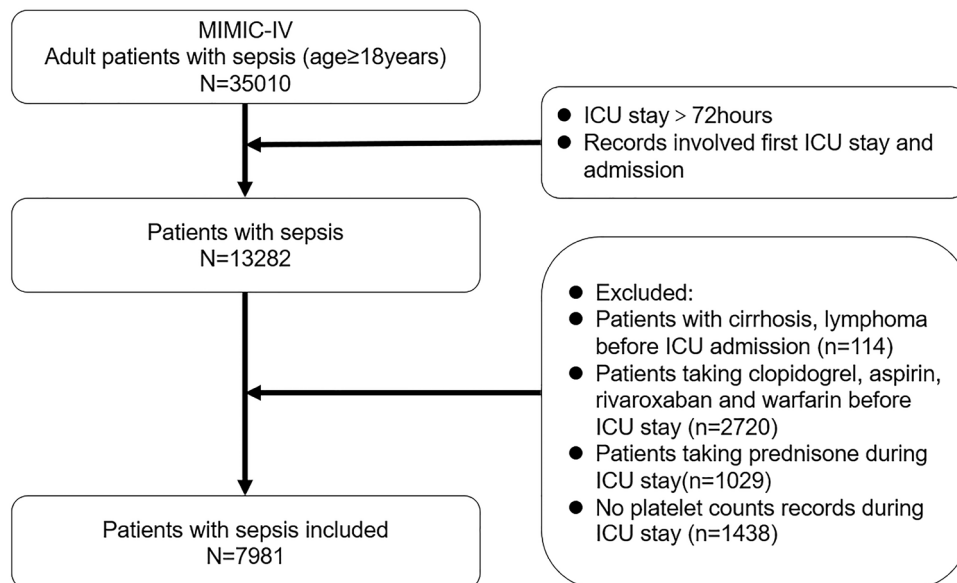 MIMIC-IV
Adult patients with sepsis (age≥18years)
N=35010
● ICU stay﹥72hours
● Records involved first ICU stay and
admission
Patients with sepsis
N=13282
● Excluded:
● Patients with cirrhosis, lymphoma
before ICU admission (n=114)
● Patients taking clopidogrel, aspirin,
rivaroxaban and warfarin before
ICU stay (n=2720)
● Patients taking prednisone during
ICU stay(n=1029)
● No platelet counts records during
ICU stay (n=1438)
Patients with sepsis included
N=7981